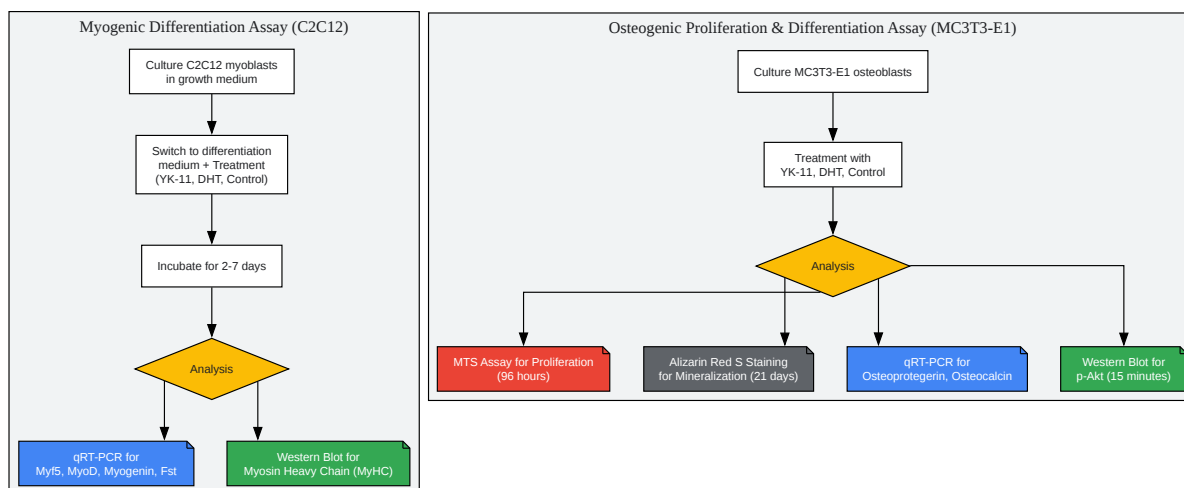 Myogenic Differentiation Assay (C2C12)
Culture C2C12 myoblasts
in growth medium
Switch to differentiation
medium + Treatment
(YK-11, DHT, Control)
Incubate for 2-7 days
Analysis
qRT-PCR for
Myf5, MyoD, Myogenin, Fst
Western Blot for
Myosin Heavy Chain (MyHC)
Osteogenic Proliferation & Differentiation Assay (MC3T3-E1)
Culture MC3T3-E1 osteoblasts
Treatment with
YK-11, DHT, Control
Analysis
MTS Assay for Proliferation
(96 hours)
Alizarin Red S Staining
for Mineralization (21 days)
qRT-PCR for
Osteoprotegerin, Osteocalcin
Western Blot for
p-Akt (15 minutes)